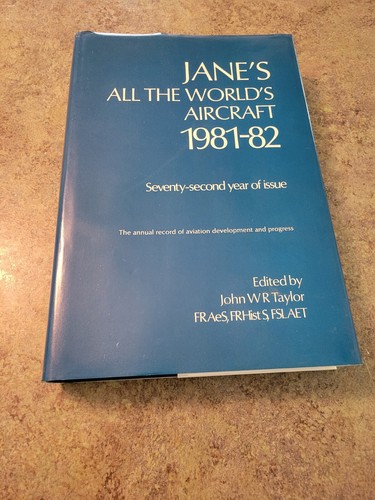 JANE'S
ALL THE WORLD'S
AIRCRAFT
1981-82
Seventy-second year of issue
The annual record of aviation development and progress
Edited by
John W R Taylor
FRAeS, FRHist S, FSLAET